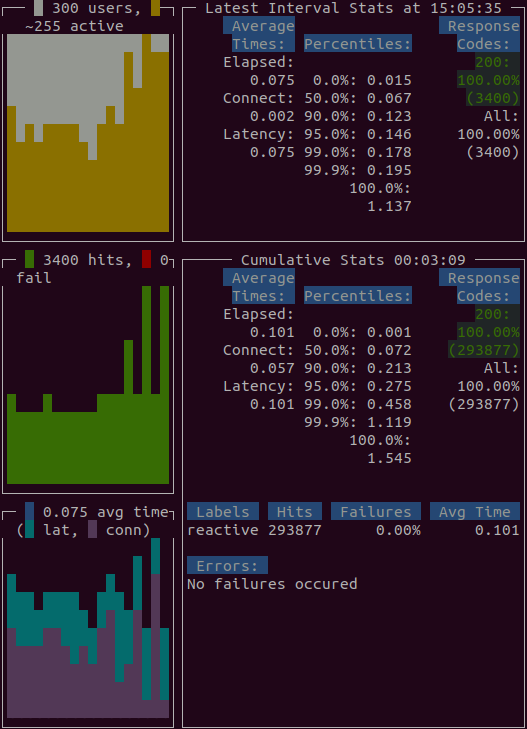 300 users,
~255 active
3400 hits, 0
fail
0.075 avg time
( lat, conn)
Latest Interval Stats at 15:05:35
Average Response
Times: Percentiles: Codes:
Elapsed: 200:
0.075 0.0%: 0.015 100.00%
Connect: 50.0%: 0.067 (3400)
0.002 90.0%: 0.123 All:
Latency: 95.0%: 0.146 100.00%
0.075 99.0%: 0.178 (3400)
99.9%: 0.195
100.0%:
1.137
Cumulative Stats 00:03:09
Average Response
Times: Percentiles: Codes:
Elapsed: 200:
0.101 0.0%: 0.001 100.00%
Connect: 50.0%: 0.072 (293877)
0.057 90.0%: 0.213 All:
Latency: 95.0%: 0.275 100.00%
0.101 99.0%: 0.458 (293877)
99.9%: 1.119
100.0%:
1.545
Labels Hits Failures Avg Time
reactive 293877 0.00% 0.101
Errors:
No failures occured